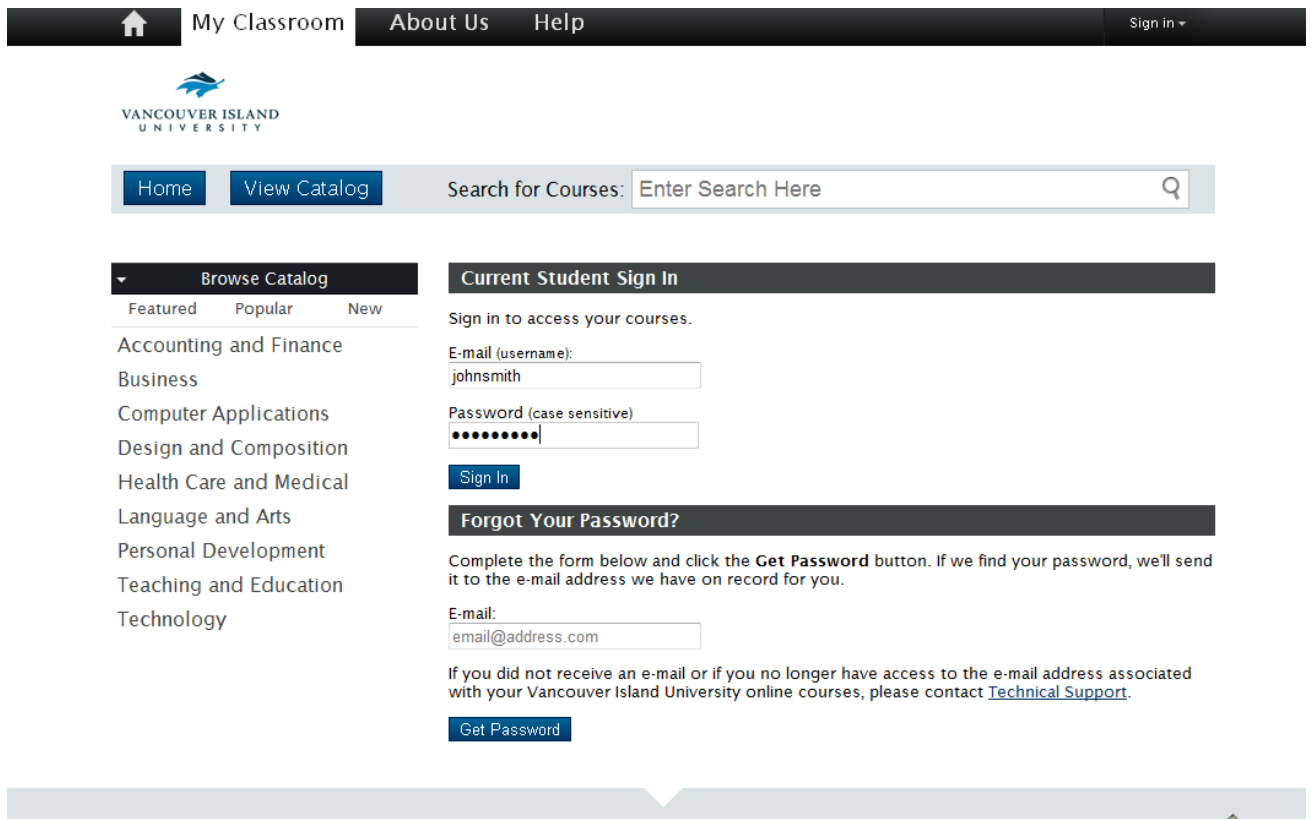 My Classroom About Us Help Sign in
VANCOUVER ISLAND
UNIVERSITY
Home View Catalog Search for Courses: Enter Search Here
Browse Catalog
Featured Popular New
Accounting and Finance
Business
Computer Applications
Design and Composition
Health Care and Medical
Language and Arts
Personal Development
Teaching and Education
Technology
Current Student Sign In
Sign in to access your courses.
E-mail (username):
johnsmith
Password (case sensitive)
•••••••••
Sign In
Forgot Your Password?
Complete the form below and click the Get Password button. If we find your password, we'll send
it to the e-mail address we have on record for you.
E-mail:
email@address.com
If you did not receive an e-mail or if you no longer have access to the e-mail address associated
with your Vancouver Island University online courses, please contact Technical Support.
Get Password